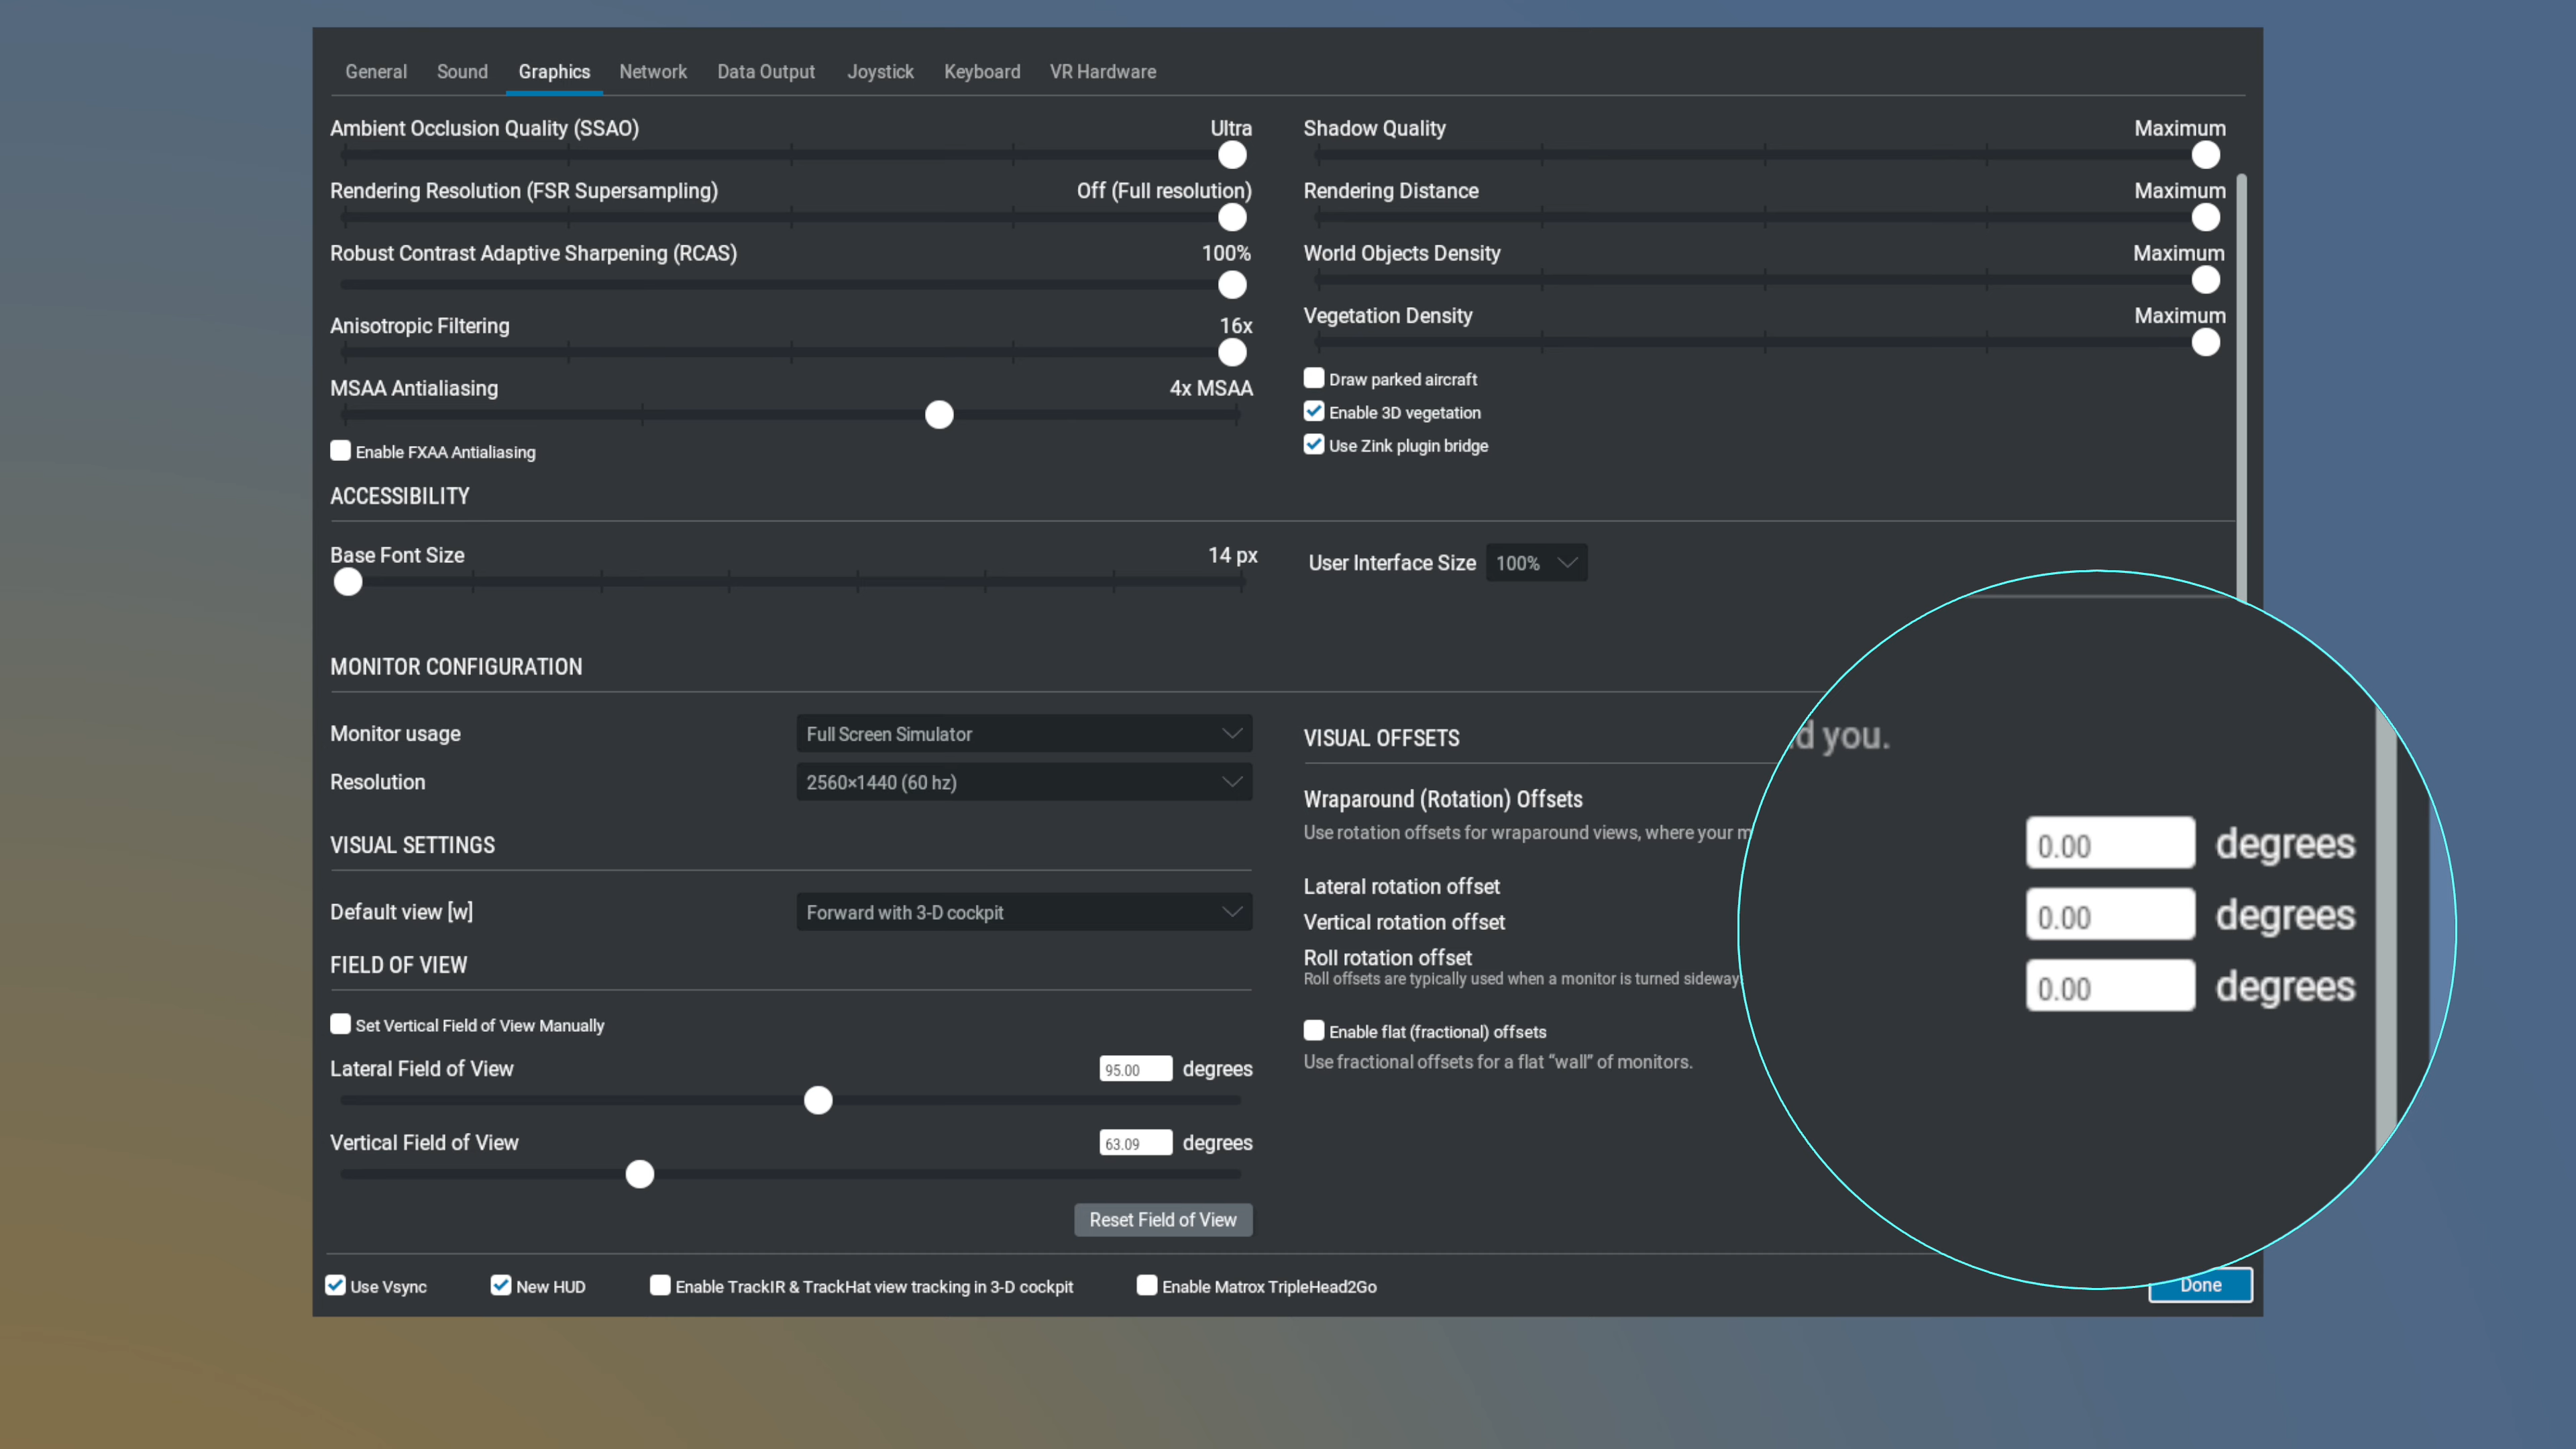 General Sound Graphics Network Data Output Joystick Keyboard VR Hardware
Ambient Occlusion Quality (SSAO) Ultra
Rendering Resolution (FSR Supersampling) Off (Full resolution)
Robust Contrast Adaptive Sharpening (RCAS) 100%
Anisotropic Filtering 16x
MSAA Antialiasing 4x MSAA
Enable FXAA Antialiasing
Shadow Quality Maximum
Rendering Distance Maximum
World Objects Density Maximum
Vegetation Density Maximum
Draw parked aircraft
Enable 3D vegetation
Use Zink plugin bridge
ACCESSIBILITY
Base Font Size 14 px
User Interface Size 100%
MONITOR CONFIGURATION
Monitor usage Full Screen Simulator
Resolution 2560×1440 (60 hz)
VISUAL SETTINGS
Default view [w] Forward with 3-D cockpit
FIELD OF VIEW
Set Vertical Field of View Manually
Lateral Field of View 95.00 degrees
Vertical Field of View 63.09 degrees
Reset Field of View
VISUAL OFFSETS
Wraparound (Rotation) Offsets
Use rotation offsets for wraparound views, where your
you.
Lateral rotation offset 0.00 degrees
Vertical rotation offset 0.00 degrees
Roll rotation offset 0.00 degrees
Roll offsets are typically used when a monitor is turned sideway
Enable flat (fractional) offsets
Use fractional offsets for a flat “wall” of monitors.
Use Vsync New HUD Enable TrackIR & TrackHat view tracking in 3-D cockpit Enable Matrox TripleHead2Go Done